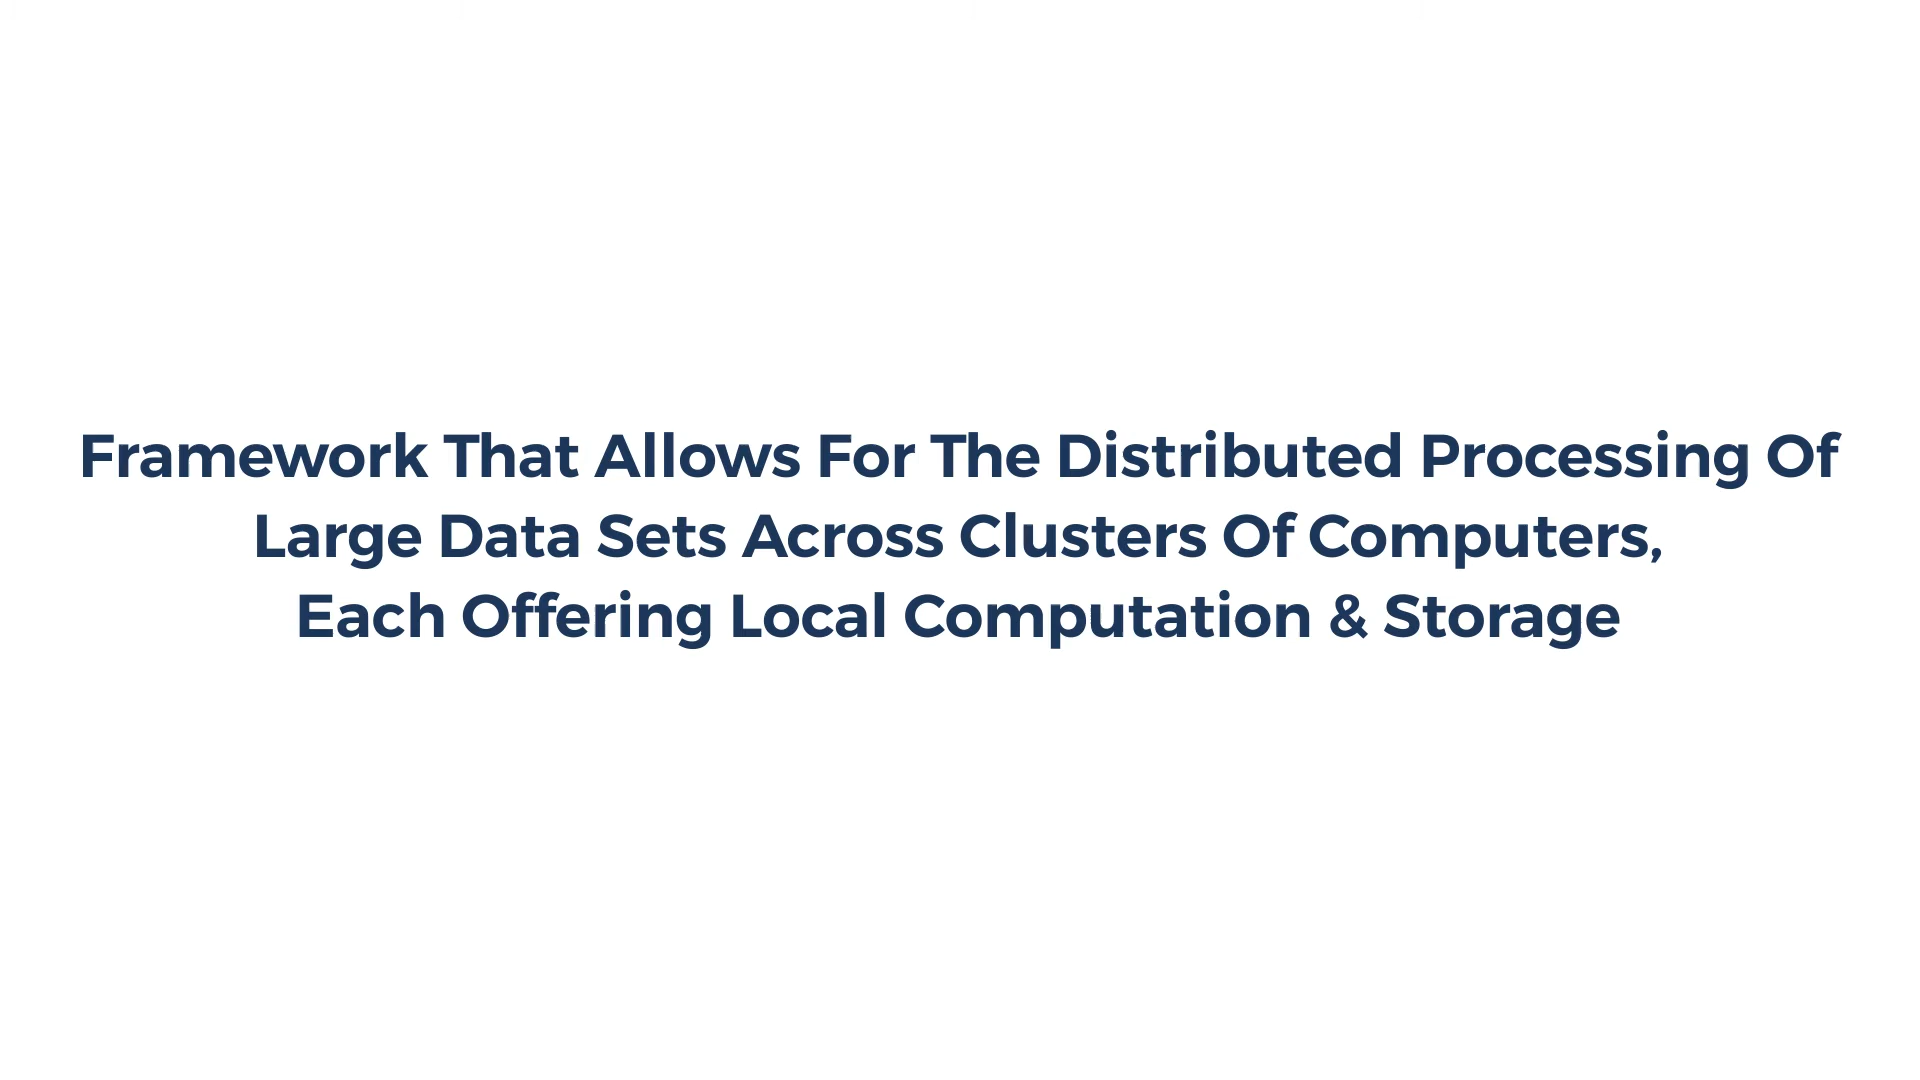 Framework That Allows For The Distributed Processing Of
Large Data Sets Across Clusters Of Computers,
Each Offering Local Computation & Storage